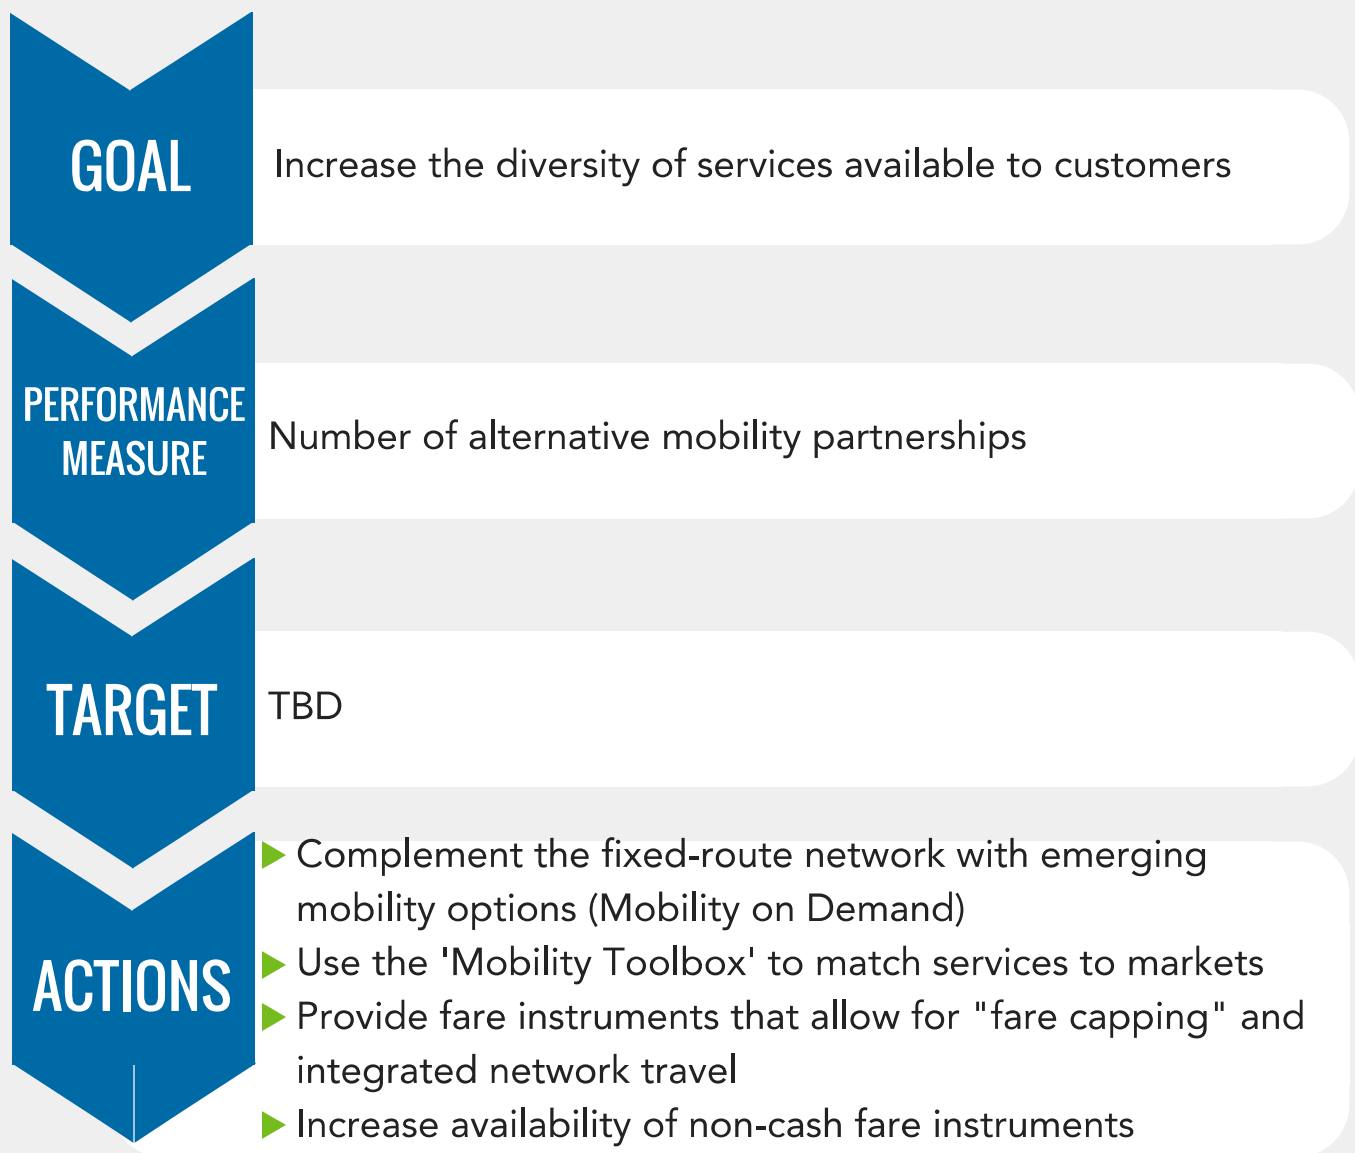 GOAL
Increase the diversity of services available to customers
PERFORMANCE
MEASURE
Number of alternative mobility partnerships
TARGET
TBD
ACTIONS
Complement the fixed-route network with emerging
mobility options (Mobility on Demand)
Use the 'Mobility Toolbox' to match services to markets
Provide fare instruments that allow for "fare capping" and
integrated network travel
Increase availability of non-cash fare instruments